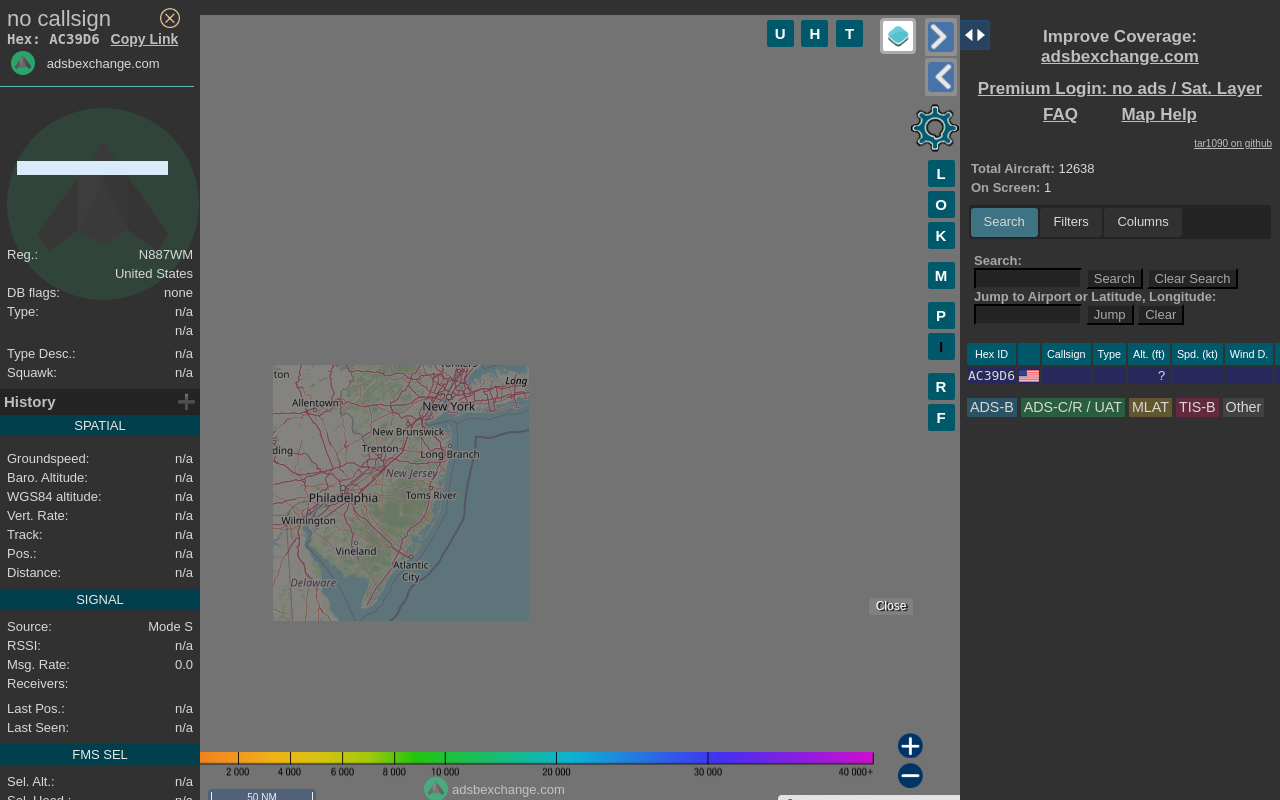 no callsign
Hex: AC39D6 Copy Link
adsbexchange.com
Reg.: N887WM
United States
DB flags: none
Type: n/a
n/a
Type Desc.: n/a
Squawk: n/a
History
SPATIAL
Groundspeed: n/a
Baro. Altitude: n/a
WGS84 altitude: n/a
Vert. Rate: n/a
Track: n/a
Pos.: n/a
Distance: n/a
SIGNAL
Source: Mode S
RSSI: n/a
Msg. Rate: 0.0
Receivers:
Last Pos.: n/a
Last Seen: n/a
FMS SEL
Sel. Alt.: n/a
U H T
L
O
K
M
P
I
R
F
ton
Long
Allentown
New York
New Brunswick
ding
Trenton
Long Branch
New Jersey
Philadelphia
Toms River
Wilmington
Vineland
Atlantic
City
Delaware
Close
2 000 4 000 6 000 8 000 10 000 20 000 30 000 40 000+
adsbexchange.com
50 NM
Improve Coverage:
adsbexchange.com
Premium Login: no ads / Sat. Layer
FAQ Map Help
tar1090 on github
Total Aircraft: 12638
On Screen: 1
Search Filters Columns
Search:
Search Clear Search
Jump to Airport or Latitude, Longitude:
Jump Clear
Hex ID Callsign Type Alt. (ft) Spd. (kt) Wind D.
AC39D6 ?
ADS-B ADS-C/R / UAT MLAT TIS-B Other